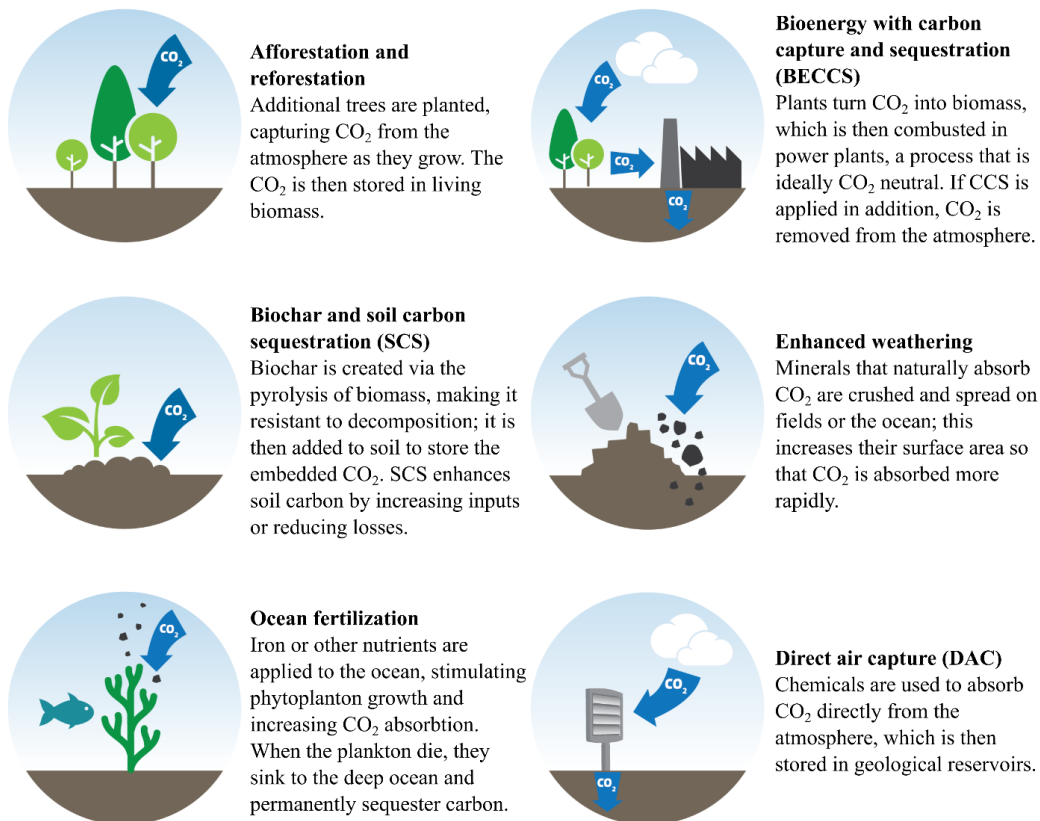 CO₂
Afforestation and
reforestation
Additional trees are planted,
capturing CO₂ from the
atmosphere as they grow. The
CO₂ is then stored in living
biomass.
CO₂
CO₂
CO₂
Bioenergy with carbon
capture and sequestration
(BECCS)
Plants turn CO₂ into biomass,
which is then combusted in
power plants, a process that is
ideally CO₂ neutral. If CCS is
applied in addition, CO₂ is
removed from the atmosphere.
CO₂
Biochar and soil carbon
sequestration (SCS)
Biochar is created via the
pyrolysis of biomass, making it
resistant to decomposition; it is
then added to soil to store the
embedded CO₂. SCS enhances
soil carbon by increasing inputs
or reducing losses.
CO₂
Enhanced weathering
Minerals that naturally absorb
CO₂ are crushed and spread on
fields or the ocean; this
increases their surface area so
that CO₂ is absorbed more
rapidly.
CO₂
Ocean fertilization
Iron or other nutrients are
applied to the ocean, stimulating
phytoplanton growth and
increasing CO₂ absorbtion.
When the plankton die, they
sink to the deep ocean and
permanently sequester carbon.
CO₂
CO₂
Direct air capture (DAC)
Chemicals are used to absorb
CO₂ directly from the
atmosphere, which is then
stored in geological reservoirs.